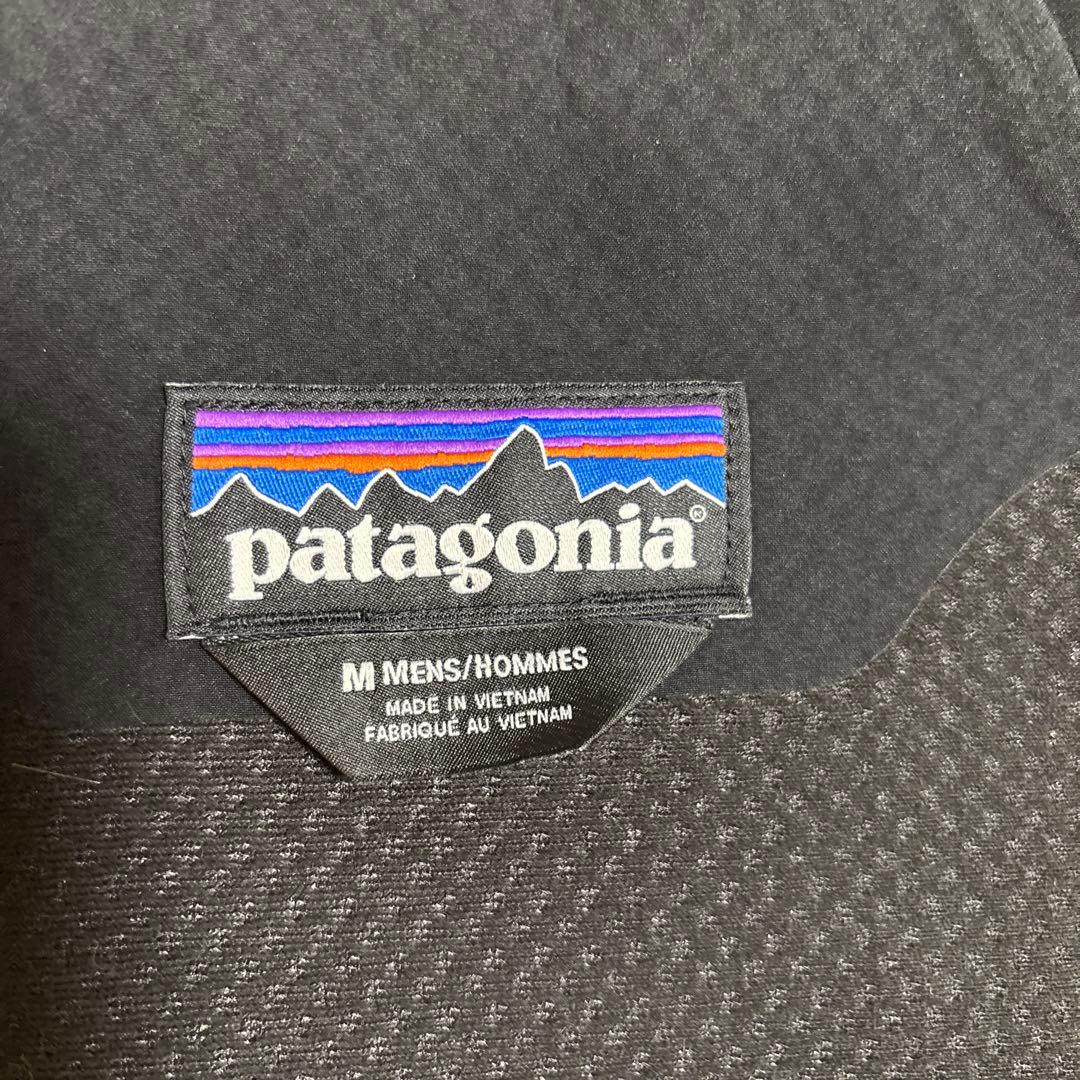 patagonia®
M MENS/HOMMES
MADE IN VIETNAM
FABRIQUÉ AU VIETNAM